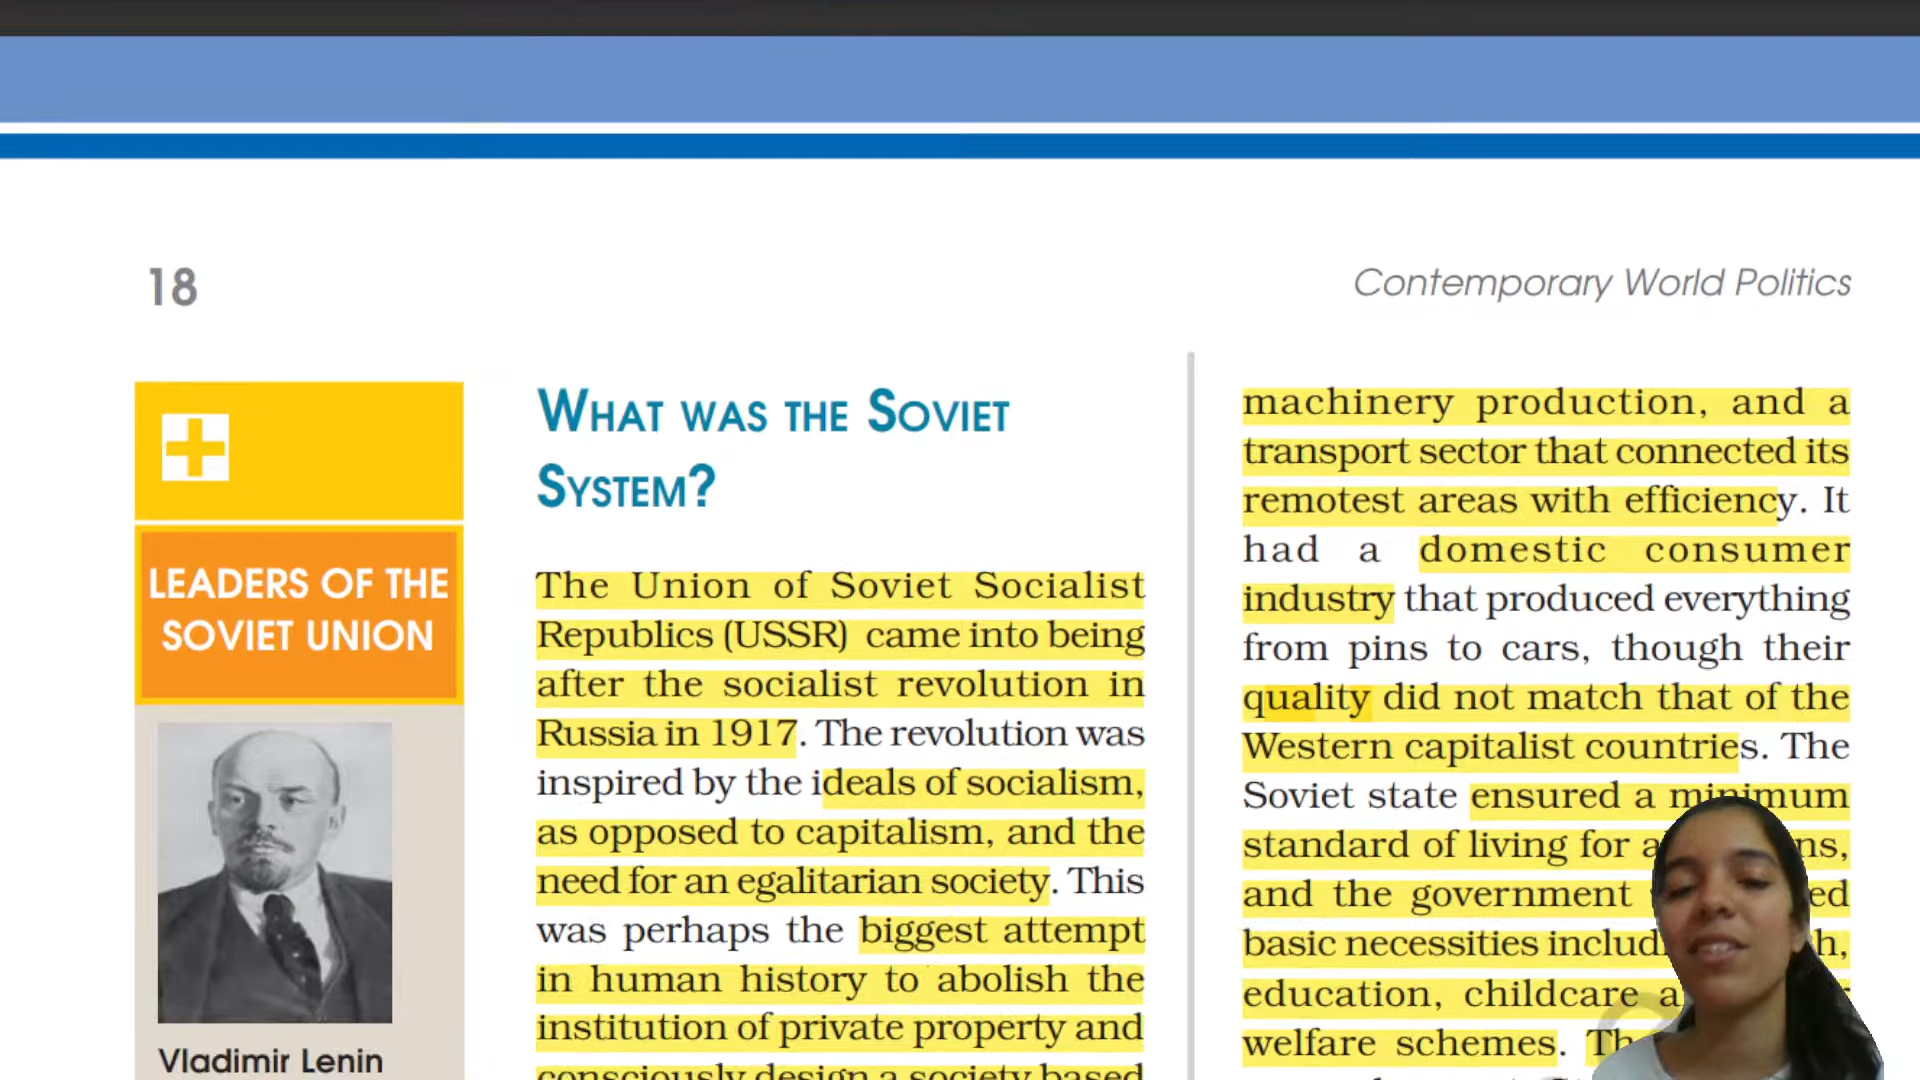 18
Contemporary World Politics
LEADERS OF THE
SOVIET UNION
Vladimir Lenin
WHAT WAS THE SOVIET
SYSTEM?
The Union of Soviet Socialist
Republics (USSR) came into being
after the socialist revolution in
Russia in 1917. The revolution was
inspired by the ideals of socialism,
as opposed to capitalism, and the
need for an egalitarian society. This
was perhaps the biggest attempt
in human history to abolish the
institution of private property and
consciously design a society based
machinery production, and a
transport sector that connected its
remotest areas with efficiency. It
had a domestic consumer
industry that produced everything
from pins to cars, though their
quality did not match that of the
Western capitalist countries. The
Soviet state ensured a minimum
standard of living for
and the government
basic necessities
education, childcare
welfare schemes.